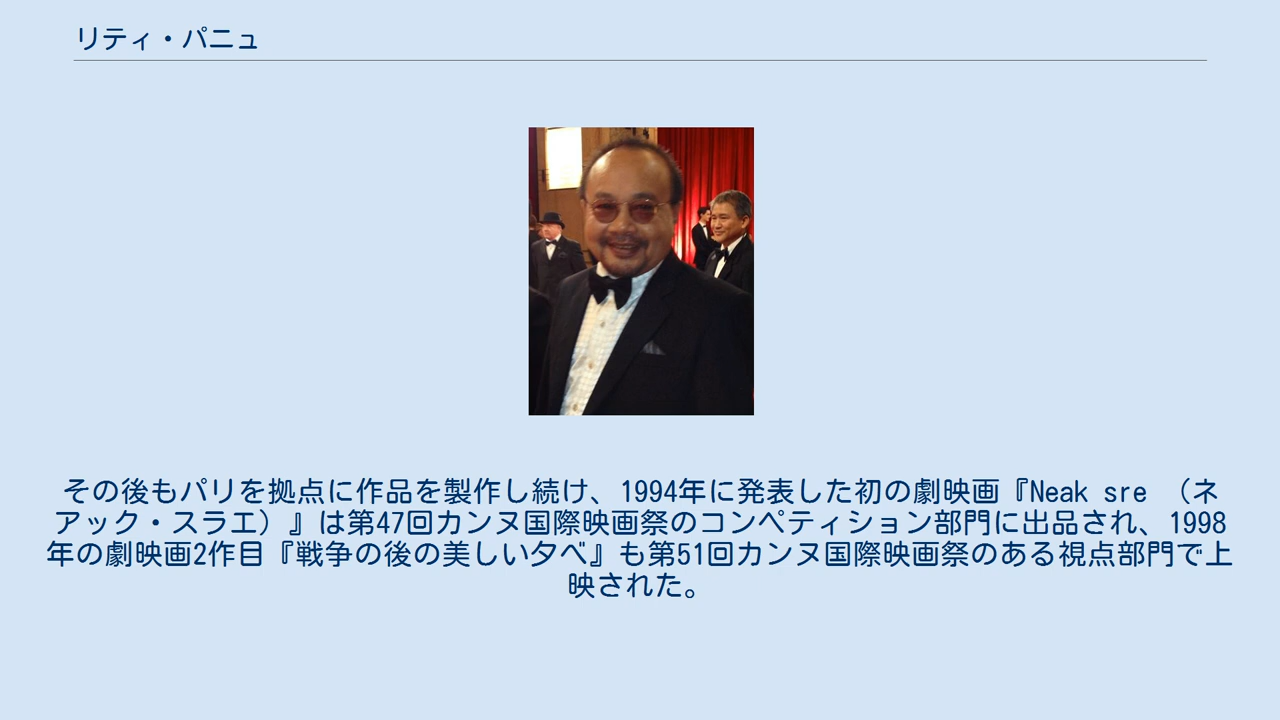 リティ・パニュ
その後もパリを拠点に作品を製作し続け、1994年に発表した初の劇映画『Neak sre （ネ
アック・スラエ）』は第47回カンヌ国際映画祭のコンペティション部門に出品され、1998
年の劇映画2作目『戦争の後の美しい夕べ』も第51回カンヌ国際映画祭のある視点部門で上
映された。